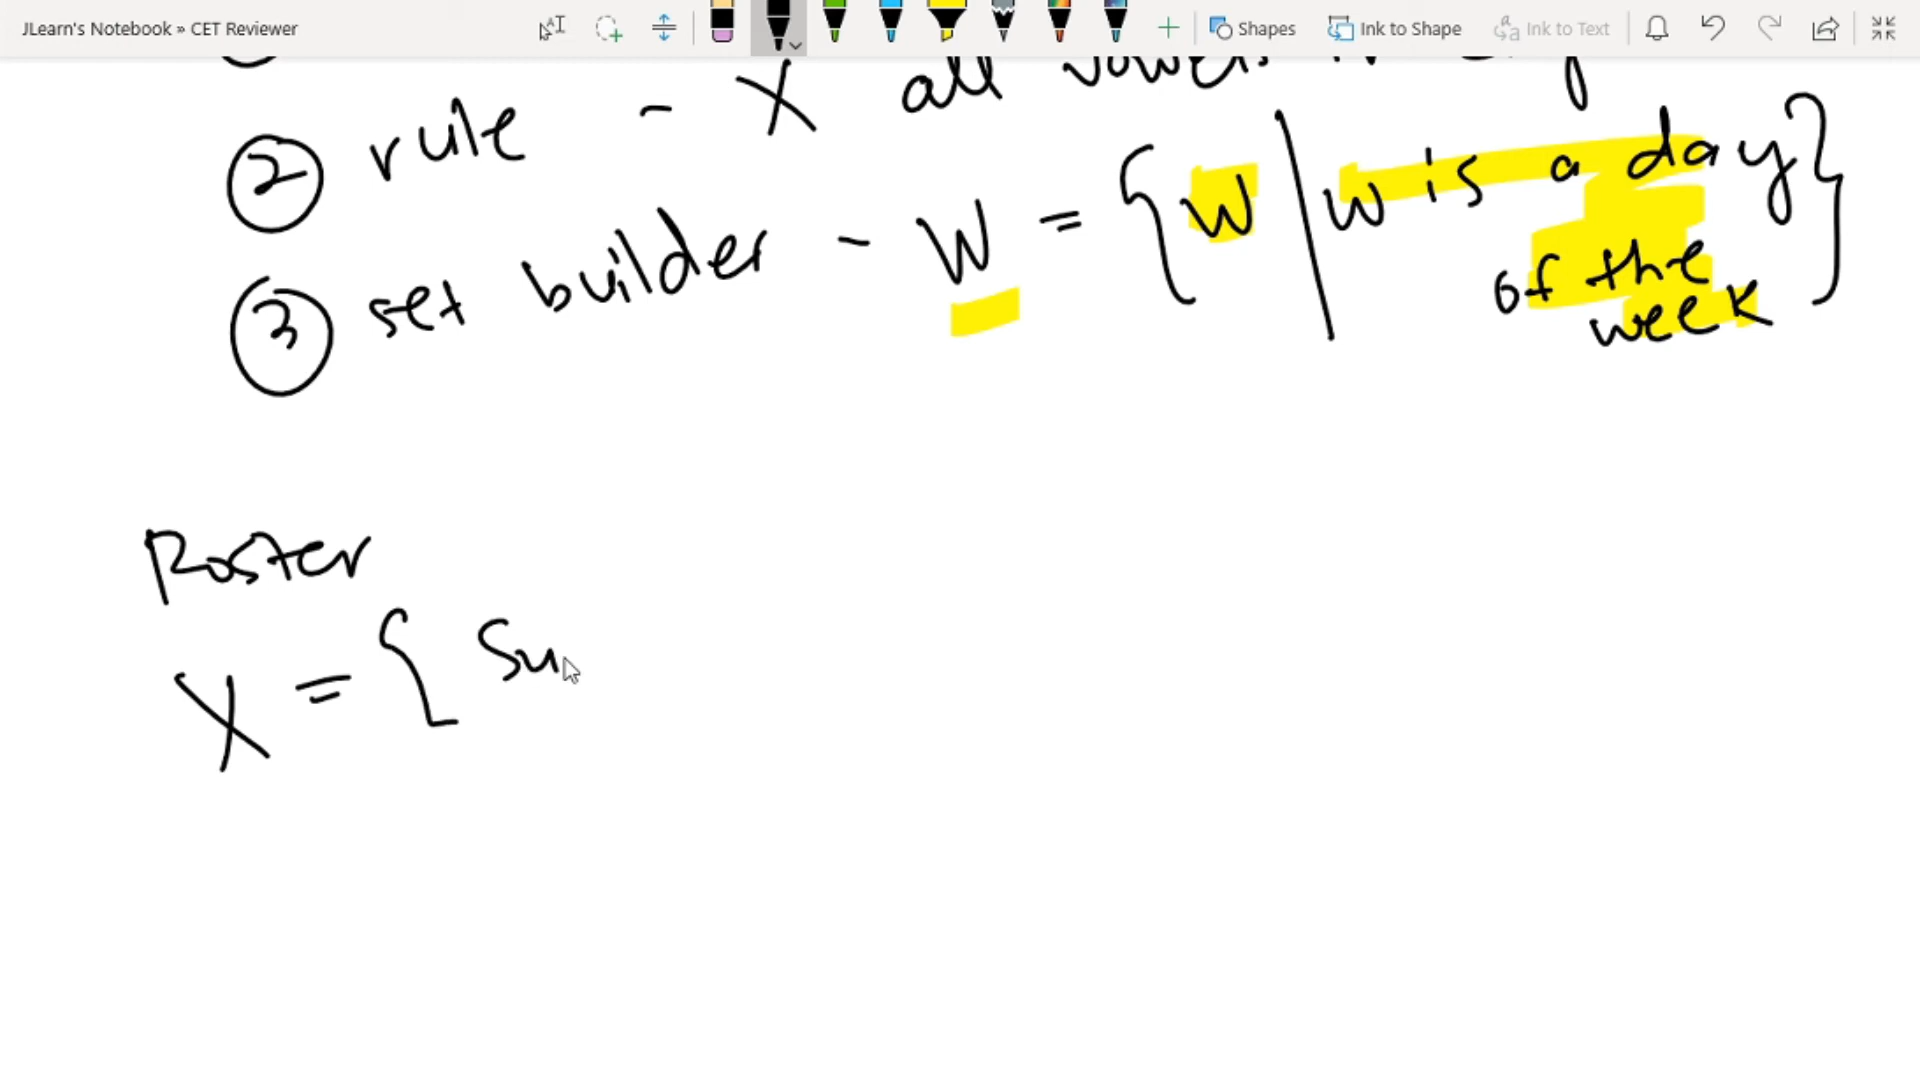 JLearn's Notebook » CET Reviewer
Shapes
Ink to Shape
Ink to Text
② rule - X all vowels
③ set builder - W = {W | w is a day
of the
week}
Roster
X = { Su